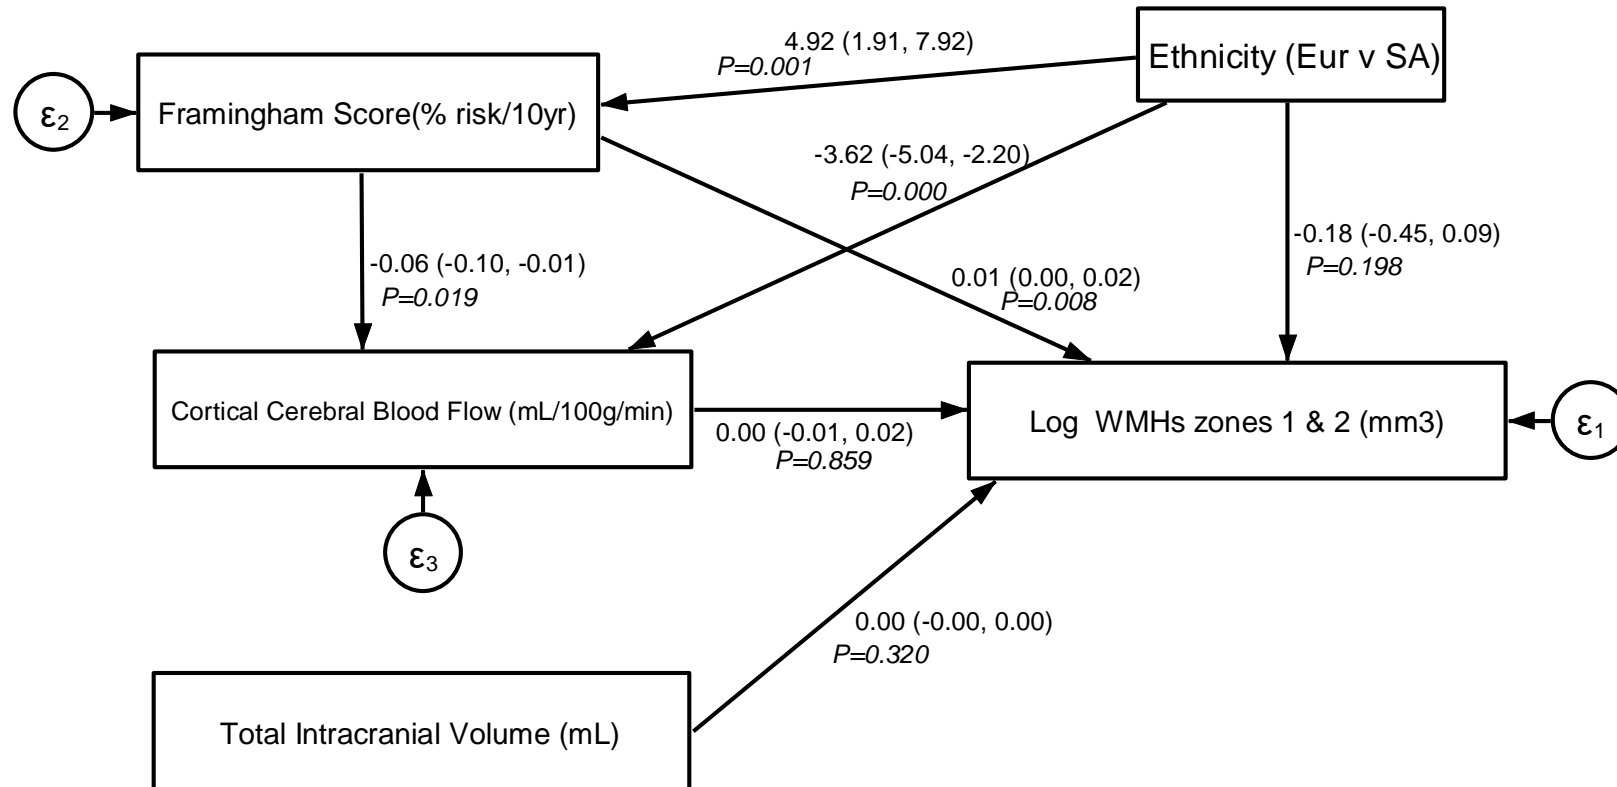 4.92 (1.91, 7.92)
P=0.001
Ethnicity (Eur v SA)
ε2
Framingham Score(% risk/10yr)
-3.62 (-5.04, -2.20)
P=0.000
-0.18 (-0.45, 0.09)
P=0.198
-0.06 (-0.10, -0.01)
P=0.019
0.01 (0.00, 0.02)
P=0.008
Cortical Cerebral Blood Flow (mL/100g/min)
0.00 (-0.01, 0.02)
P=0.859
Log  WMHs zones 1 & 2 (mm3)
ε1
ε3
0.00 (-0.00, 0.00)
P=0.320
Total Intracranial Volume (mL)